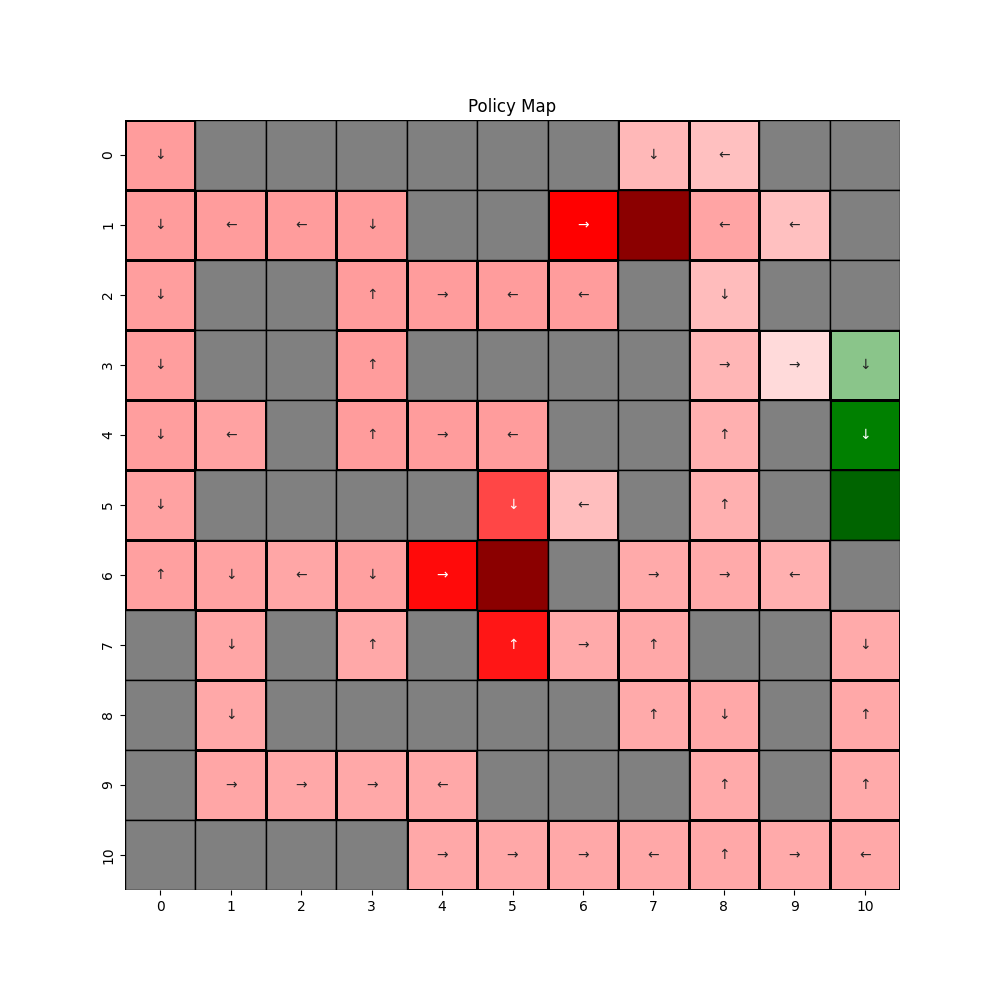 Policy Map
0 ↓ ↓ ←
1 ↓ ← ← ↓ → ← ←
2 ↓ ↑ → ← ← ↓
3 ↓ ↑ → → ↓
4 ↓ ← ↑ → ← ↑ ↓
5 ↓ ↓ ← ↑
6 ↑ ↓ ← ↓ → → → ←
7 ↓ ↑ ↑ → ↑ ↓
8 ↓ ↑ ↓ ↑
9 → → → ← ↑ ↑
10 → → → ← ↑ → ←
0 1 2 3 4 5 6 7 8 9 10